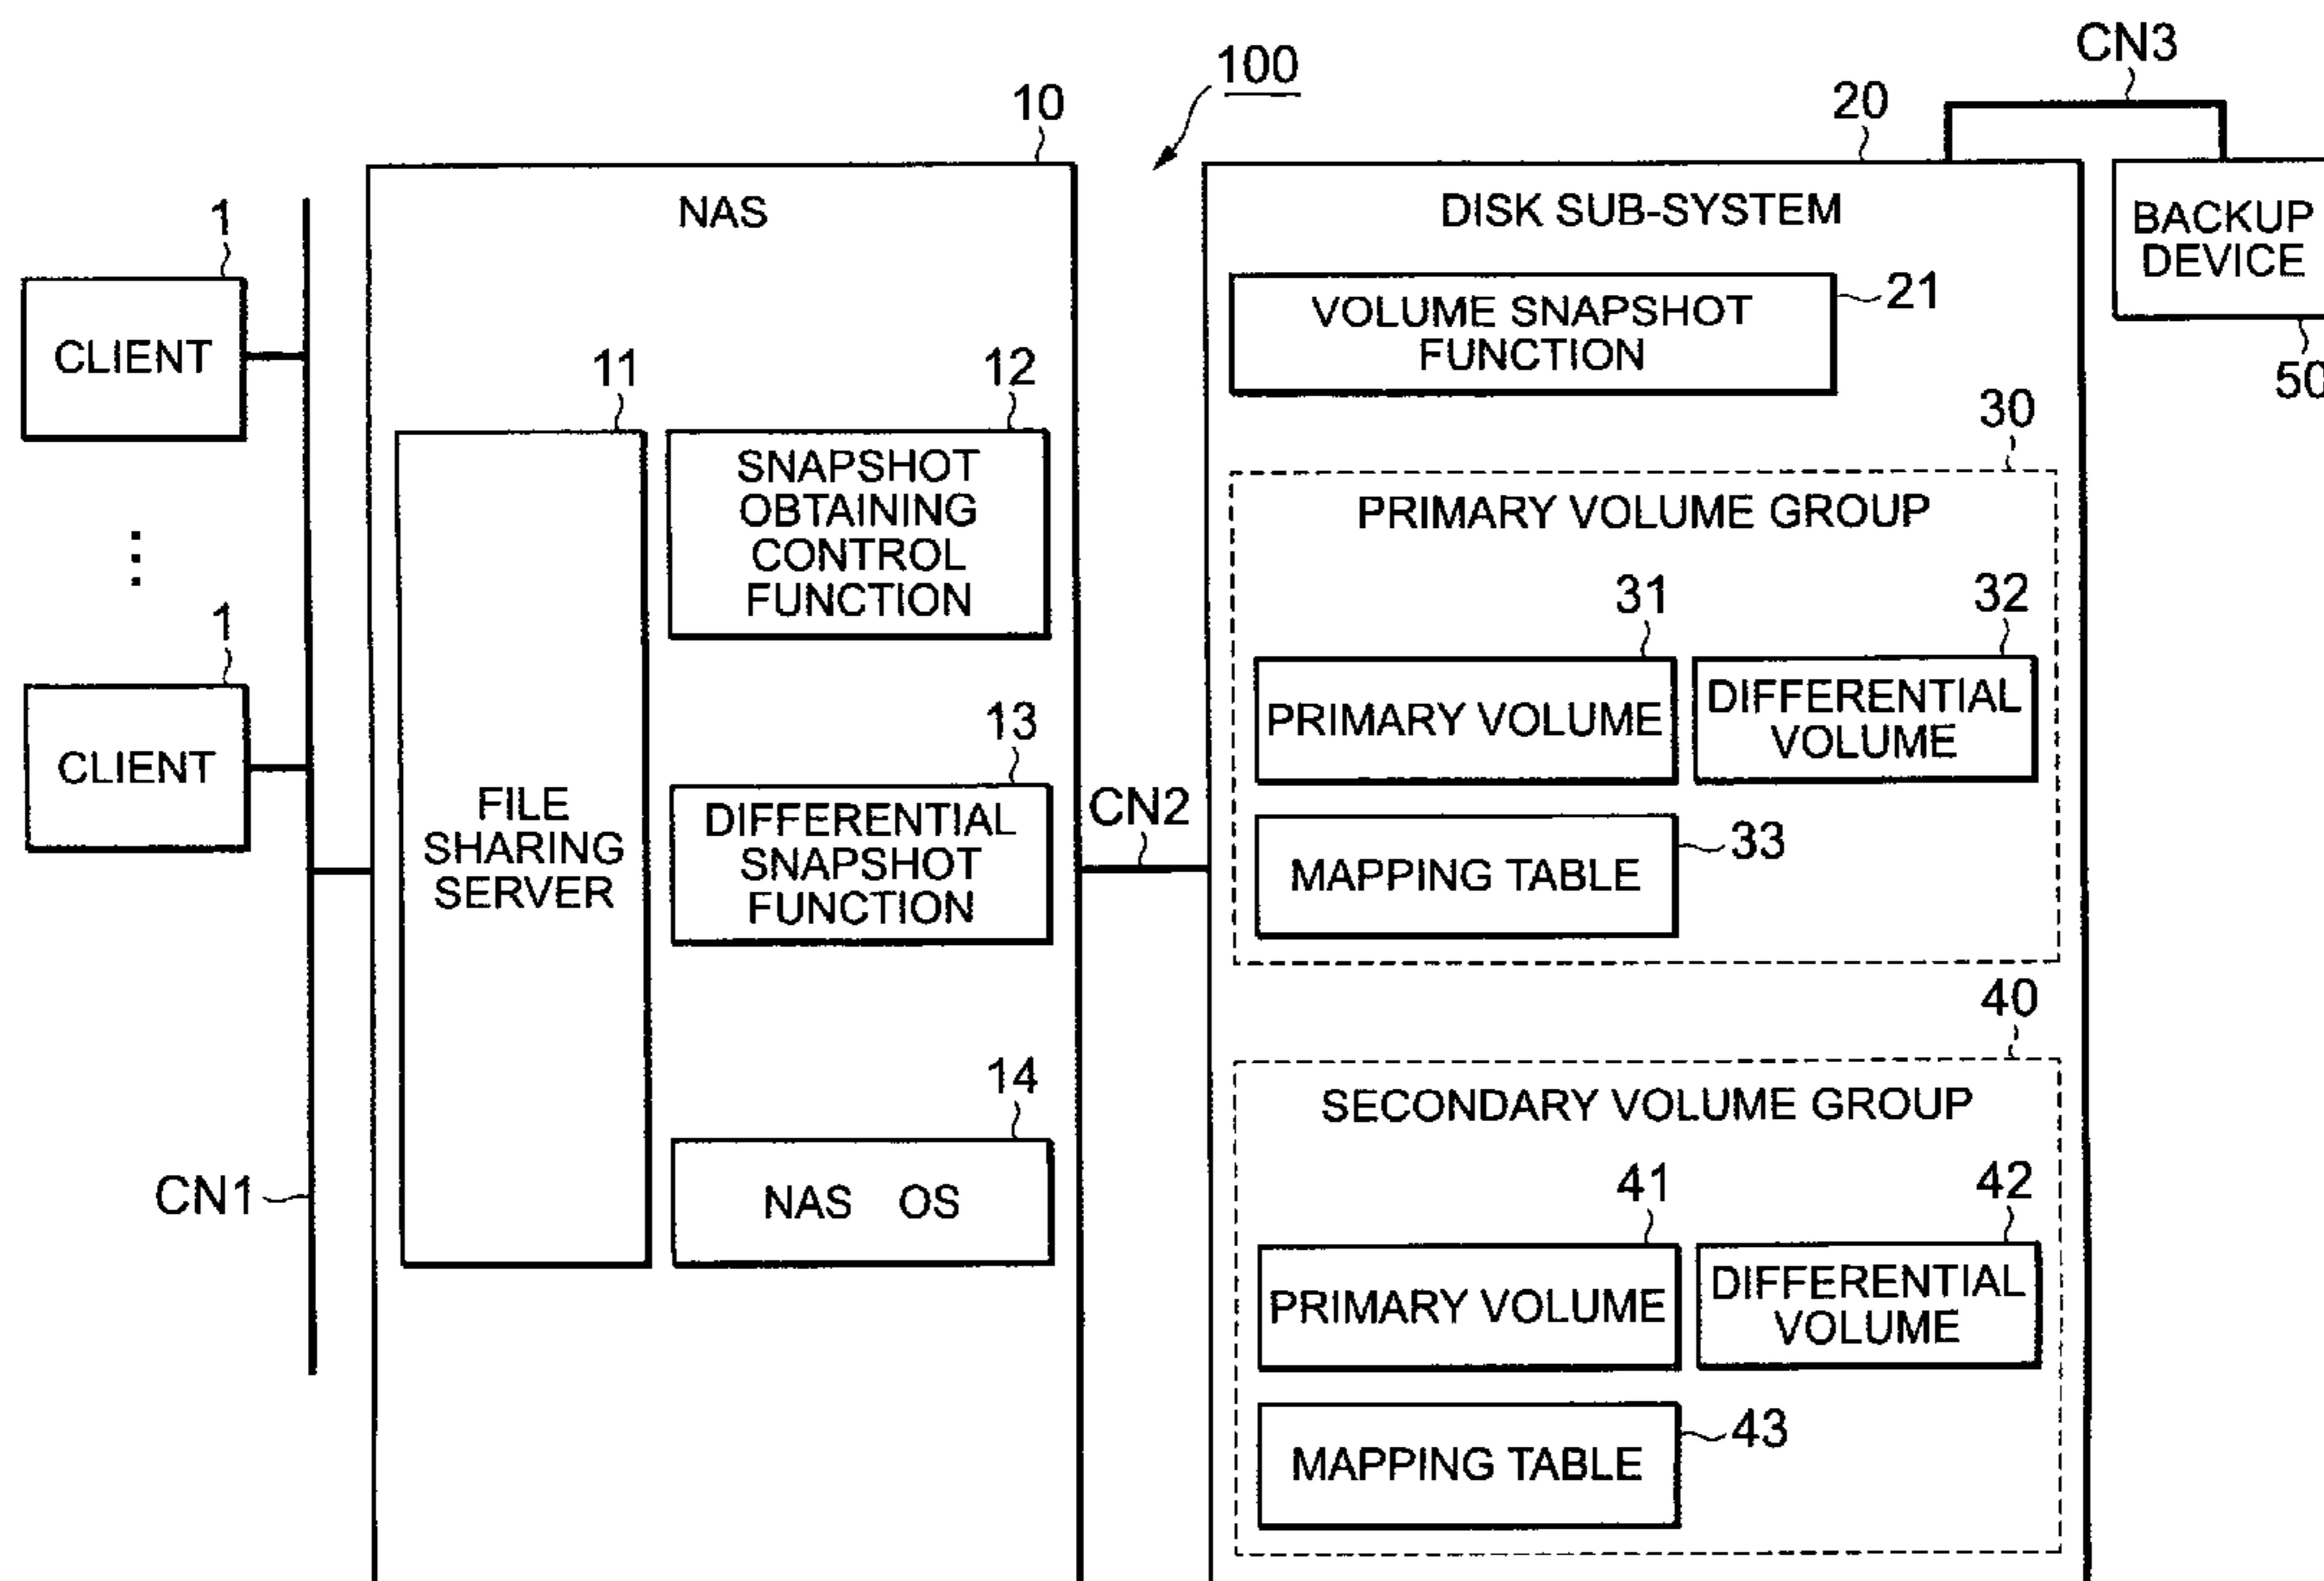 CN3
100
10
20
NAS
DISK SUB-SYSTEM
BACKUP
DEVICE
50
1
CLIENT
1
CLIENT
CN1
11
FILE
SHARING
SERVER
12
SNAPSHOT
OBTAINING
CONTROL
FUNCTION
13
DIFFERENTIAL
SNAPSHOT
FUNCTION
14
NAS OS
CN2
VOLUME SNAPSHOT
FUNCTION
21
30
PRIMARY VOLUME GROUP
31
32
PRIMARY VOLUME
DIFFERENTIAL
VOLUME
MAPPING TABLE
33
40
SECONDARY VOLUME GROUP
41
42
PRIMARY VOLUME
DIFFERENTIAL
VOLUME
MAPPING TABLE
43